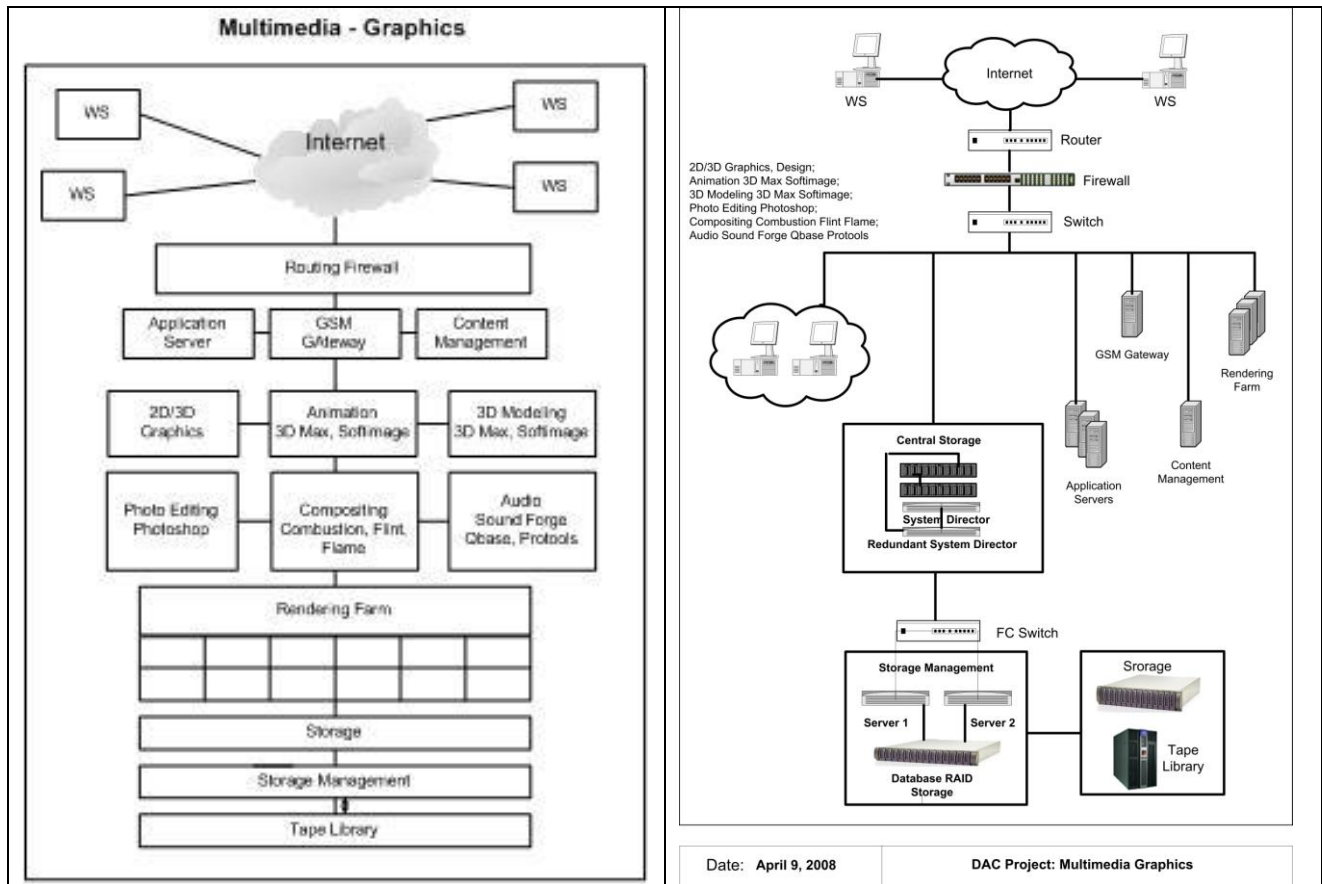 Multimedia - Graphics
WS
WS
Internet
WS
WS
Routing Firewall
Application
Server
GSM
GAteway
Content
Management
2D/3D
Graphics
Animation
3D Max, Softimage
3D Modeling
3D Max, Softimage
Photo Editing
Photoshop
Compositing
Combustion, Flint,
Flame
Audio
Sound Forge
Qbase, Protools
Rendering Farm
Storage
Storage Management
Tape Library
Internet
WS
WS
Router
2D/3D Graphics, Design;
Animation 3D Max Softimage;
3D Modeling 3D Max Softimage;
Photo Editing Photoshop;
Compositing Combustion Flint Flame;
Audio Sound Forge Qbase Protools
Firewall
Switch
GSM Gateway
Rendering
Farm
Application
Servers
Content
Management
Central Storage
System Director
Redundant System Director
FC Switch
Storage Management
Server 1
Server 2
Database RAID
Storage
Srorage
Tape
Library
Date: April 9, 2008
DAC Project: Multimedia Graphics